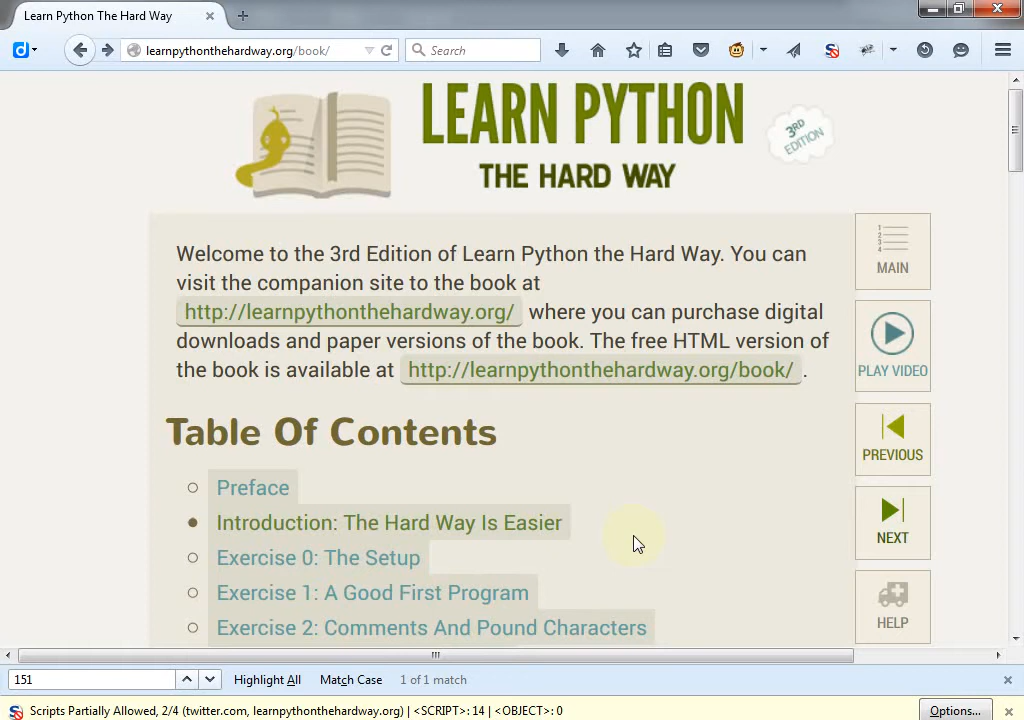 Learn Python The Hard Way
learnpythonthehardway.org/book/
Search
LEARN PYTHON
THE HARD WAY
3RD
EDITION
Welcome to the 3rd Edition of Learn Python the Hard Way. You can
visit the companion site to the book at
http://learnpythonthehardway.org/ where you can purchase digital
downloads and paper versions of the book. The free HTML version of
the book is available at http://learnpythonthehardway.org/book/ .
1
2
3
4
MAIN
PLAY VIDEO
PREVIOUS
NEXT
HELP
Table Of Contents
Preface
Introduction: The Hard Way Is Easier
Exercise 0: The Setup
Exercise 1: A Good First Program
Exercise 2: Comments And Pound Characters
151
Highlight All
Match Case
1 of 1 match
Scripts Partially Allowed, 2/4 (twitter.com, learnpythonthehardway.org) | <SCRIPT>: 14 | <OBJECT>: 0
Options...